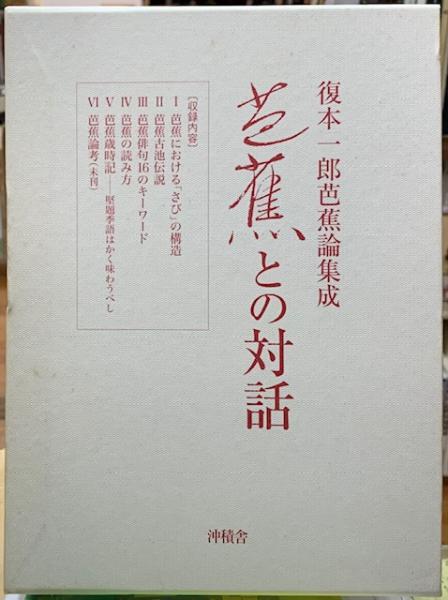 復本一郎芭蕉論集成
芭蕉との対話
〔収録内容〕
Ⅰ 芭蕉における「さび」の構造
Ⅱ 芭蕉古池伝説
Ⅲ 芭蕉俳句16のキーワード
Ⅳ 芭蕉の読み方
Ⅴ 芭蕉歳時記――竪題季語はかく味わうべし
Ⅵ 芭蕉論考(未刊)
沖積舎